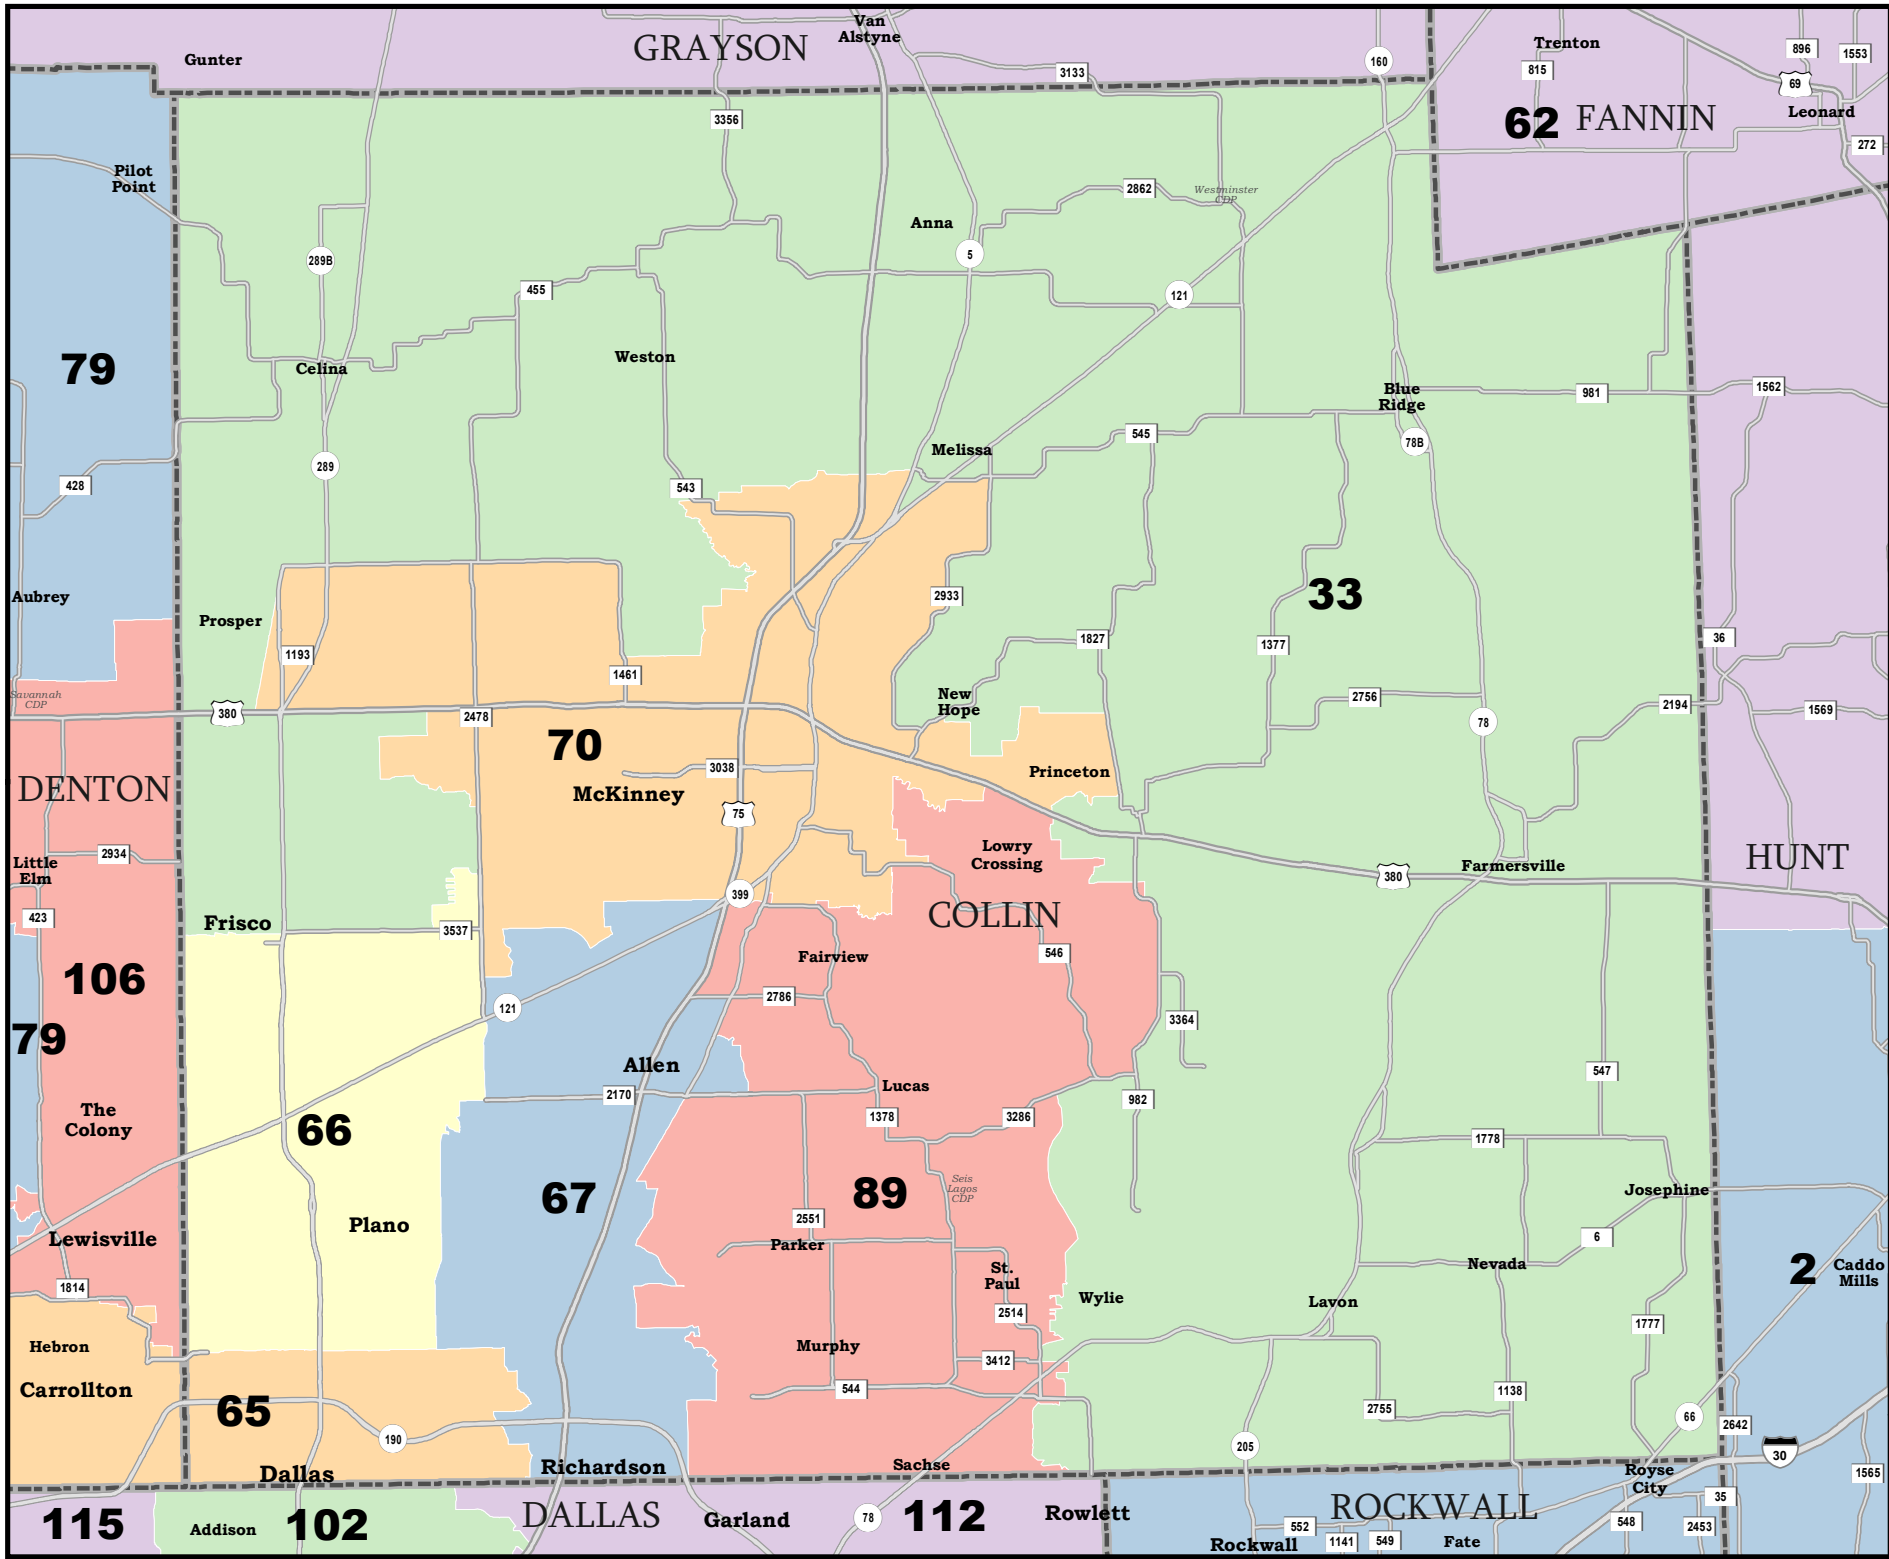 Van
Alstyne
GRAYSON
Gunter
3133
160
Trenton
815
896
1553
69
Leonard
62
FANNIN
272
3356
Pilot
Point
2862
Westminster
CDP
Anna
5
289B
455
121
79
Celina
Weston
Blue
Ridge
981
1562
78B
545
Melissa
289
428
543
Aubrey
Prosper
2933
33
1827
1377
36
1193
1461
Savannah
CDP
New
Hope
2756
2194
1569
380
2478
78
70
3038
McKinney
75
Princeton
DENTON
Little
Elm
2934
Lowry
Crossing
380
Farmersville
HUNT
423
399
Frisco
3537
COLLIN
546
106
Fairview
2786
121
3364
79
Allen
2170
Lucas
547
982
The
Colony
66
1378
3286
1778
67
89
Seis
Lagos
CDP
Josephine
Plano
2551
Parker
6
Lewisville
1814
St.
Paul
2514
Wylie
Nevada
Lavon
2
Caddo
Mills
1777
Hebron
Murphy
3412
Carrollton
544
1138
65
190
2755
66
2642
205
30
Dallas
Richardson
Sachse
Royse
City
1565
35
115
Addison
102
DALLAS
Garland
78
112
Rowlett
ROCKWALL
552
1141
549
Fate
548
2453
Rockwall